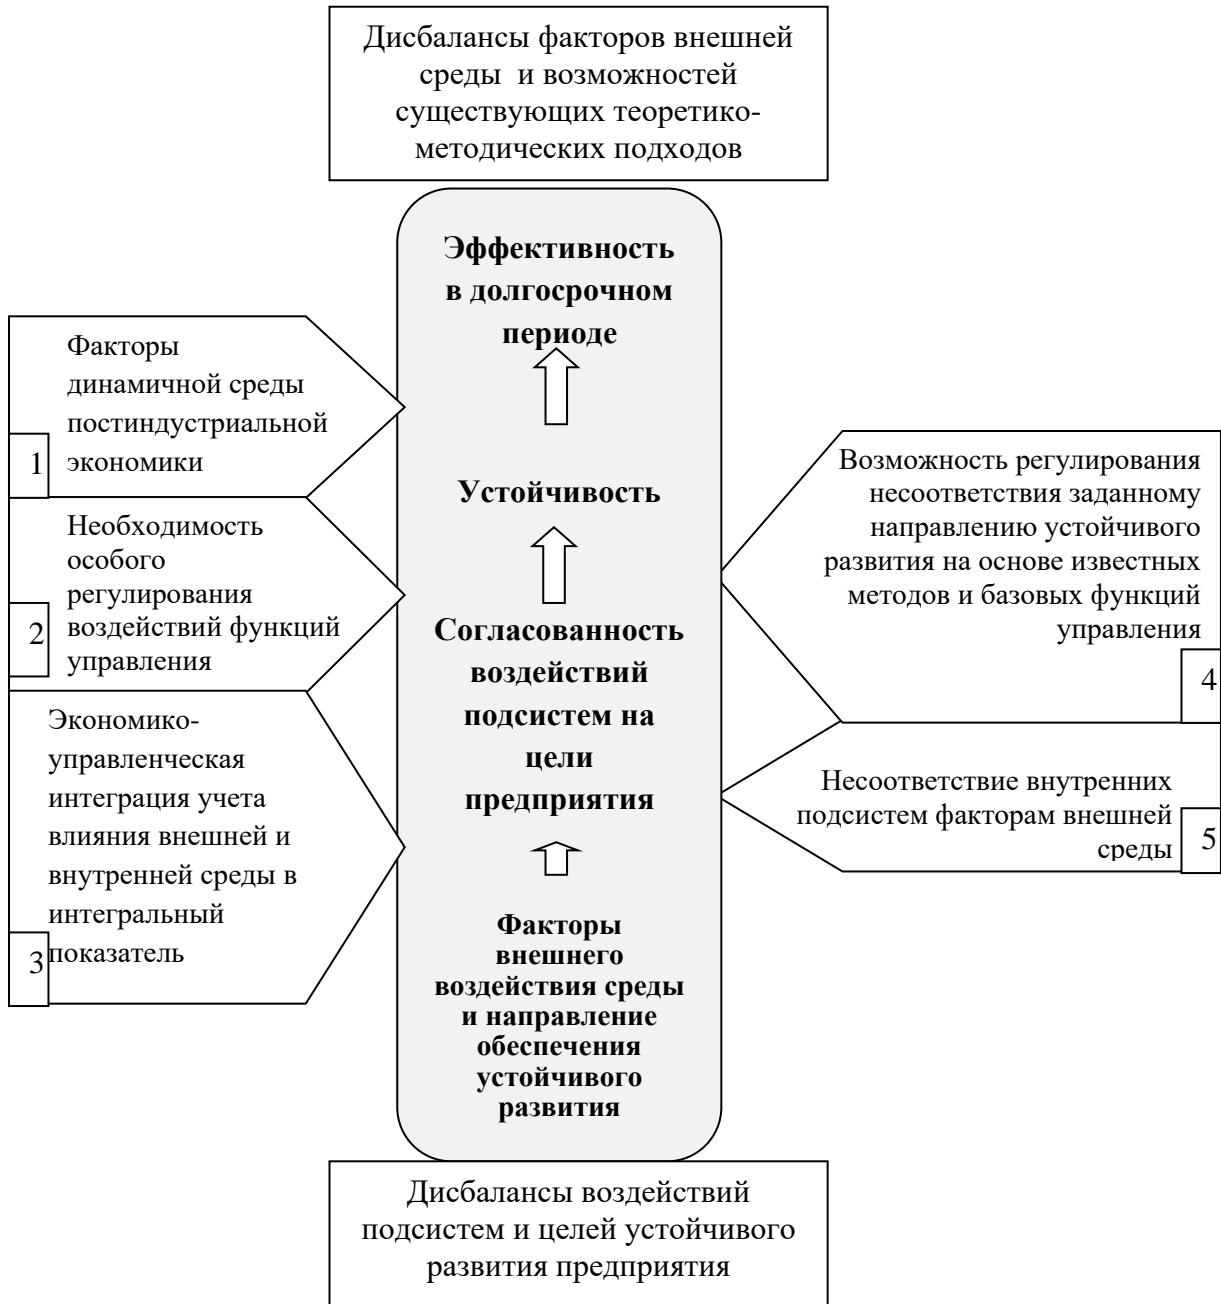 Дисбалансы факторов внешней
среды и возможностей
существующих теоретико-
методических подходов
Эффективность
в долгосрочном
периоде
Устойчивость
Согласованность
воздействий
подсистем на
цели
предприятия
Факторы
внешнего
воздействия среды
и направление
обеспечения
устойчивого
развития
Факторы
динамичной среды
постиндустриальной
экономики
1
Необходимость
особого
регулирования
воздействий функций
управления
2
Экономико-
управленческая
интеграция учета
влияния внешней и
внутренней среды в
интегральный
показатель
3
Возможность регулирования
несоответствия заданному
направлению устойчивого
развития на основе известных
методов и базовых функций
управления
4
Несоответствие внутренних
подсистем факторам внешней
среды
5
Дисбалансы воздействий
подсистем и целей устойчивого
развития предприятия